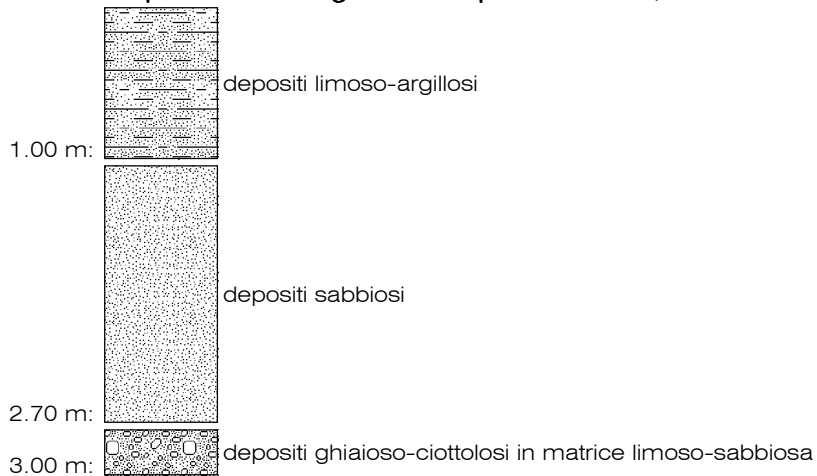 depositi limoso-argillosi
1.00 m:
depositi sabbiosi
2.70 m:
depositi ghiaioso-ciottolosi in matrice limoso-sabbiosa
3.00 m: